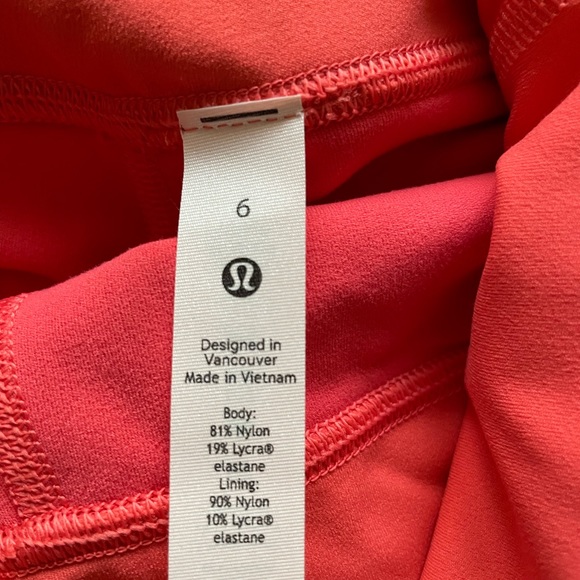 6
Designed in
Vancouver
Made in Vietnam
Body:
81% Nylon
19% Lycra®
elastane
Lining:
90% Nylon
10% Lycra®
elastane